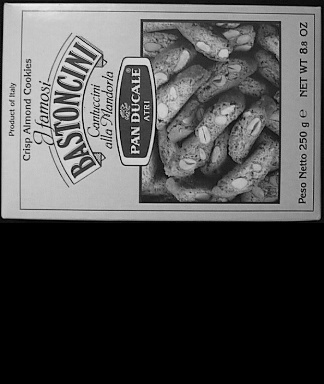 Product of Italy
Crisp Almond Cookies
I famosi
BASTONCINI
Cantuccini
alla Mandorla
PAN DUCALE
ATRI
Peso Netto 250 g ℮ NET WT 8.8 OZ